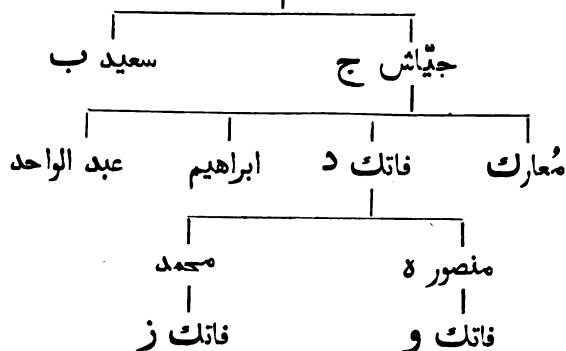 جيّاش ج سعيد ب
مُعارك فاتك د ابراهيم عبد الواحد
منصور ه محمد
فاتك و فاتك ز